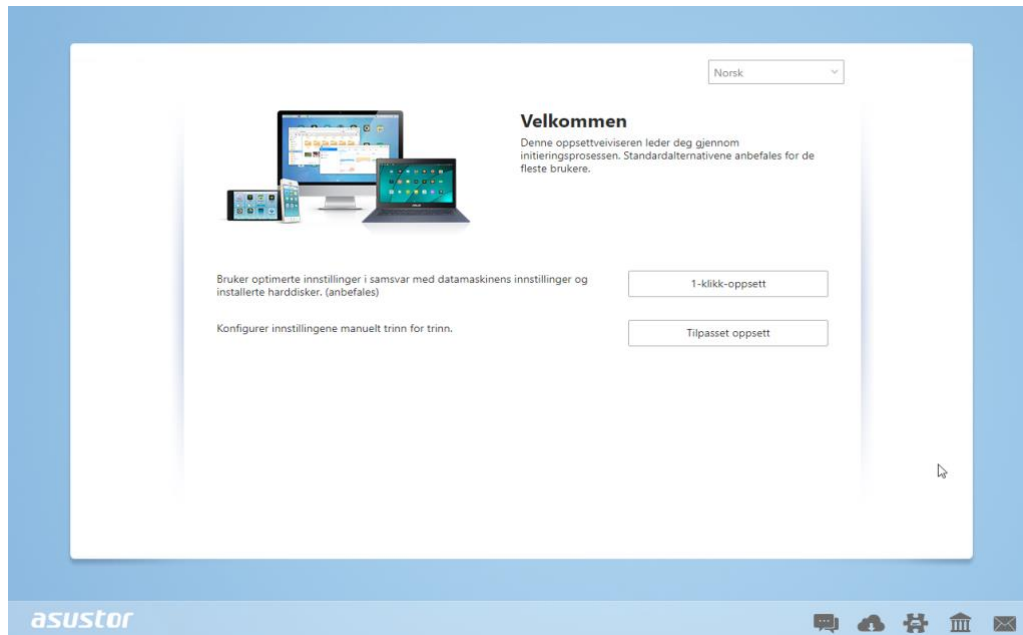 Norsk
Velkommen
Denne oppsettveiviseren leder deg gjennom
initieringsprosessen. Standardalternativene anbefales for de
fleste brukere.
Bruker optimerte innstillinger i samsvar med datamaskinens innstillinger og
installerte harddisker. (anbefales)
1-klikk-oppsett
Konfigurer innstillingene manuelt trinn for trinn.
Tilpasset oppsett
asustor